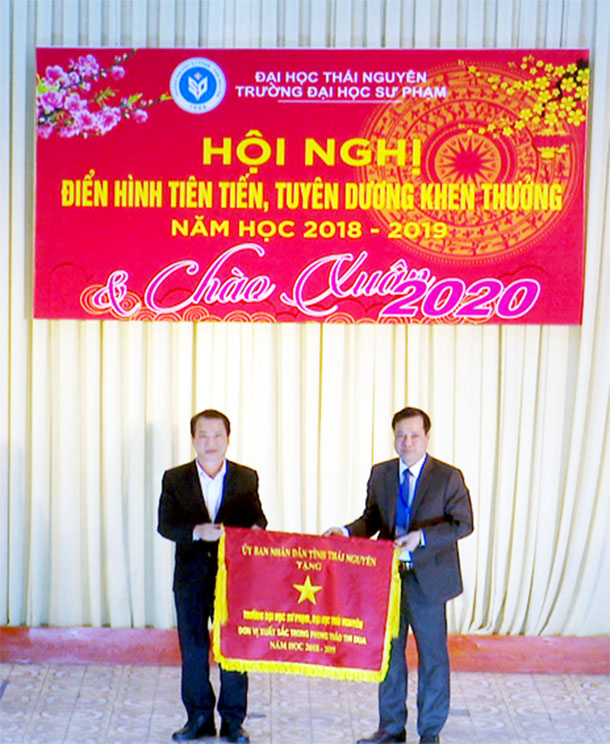 ĐẠI HỌC THÁI NGUYÊN
TRƯỜNG ĐẠI HỌC SƯ PHẠM
HỘI NGHỊ
ĐIỂN HÌNH TIÊN TIẾN, TUYÊN DƯƠNG KHEN THƯỞNG
NĂM HỌC 2018 - 2019
& Chào Xuân 2020
ỦY BAN NHÂN DÂN TỈNH THÁI NGUYÊN
TẶNG
TRƯỜNG ĐẠI HỌC SƯ PHẠM, ĐẠI HỌC THÁI NGUYÊN
ĐƠN VỊ XUẤT SẮC TRONG PHONG TRÀO THI ĐUA
NĂM HỌC 2018 - 2019